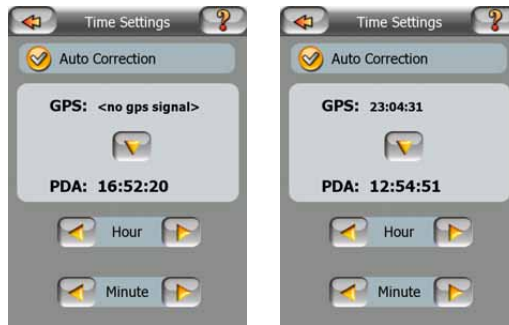 Time Settings
?
Auto Correction
GPS: <no gps signal>
PDA: 16:52:20
Hour
Minute
Time Settings
?
Auto Correction
GPS: 23:04:31
PDA: 12:54:51
Hour
Minute